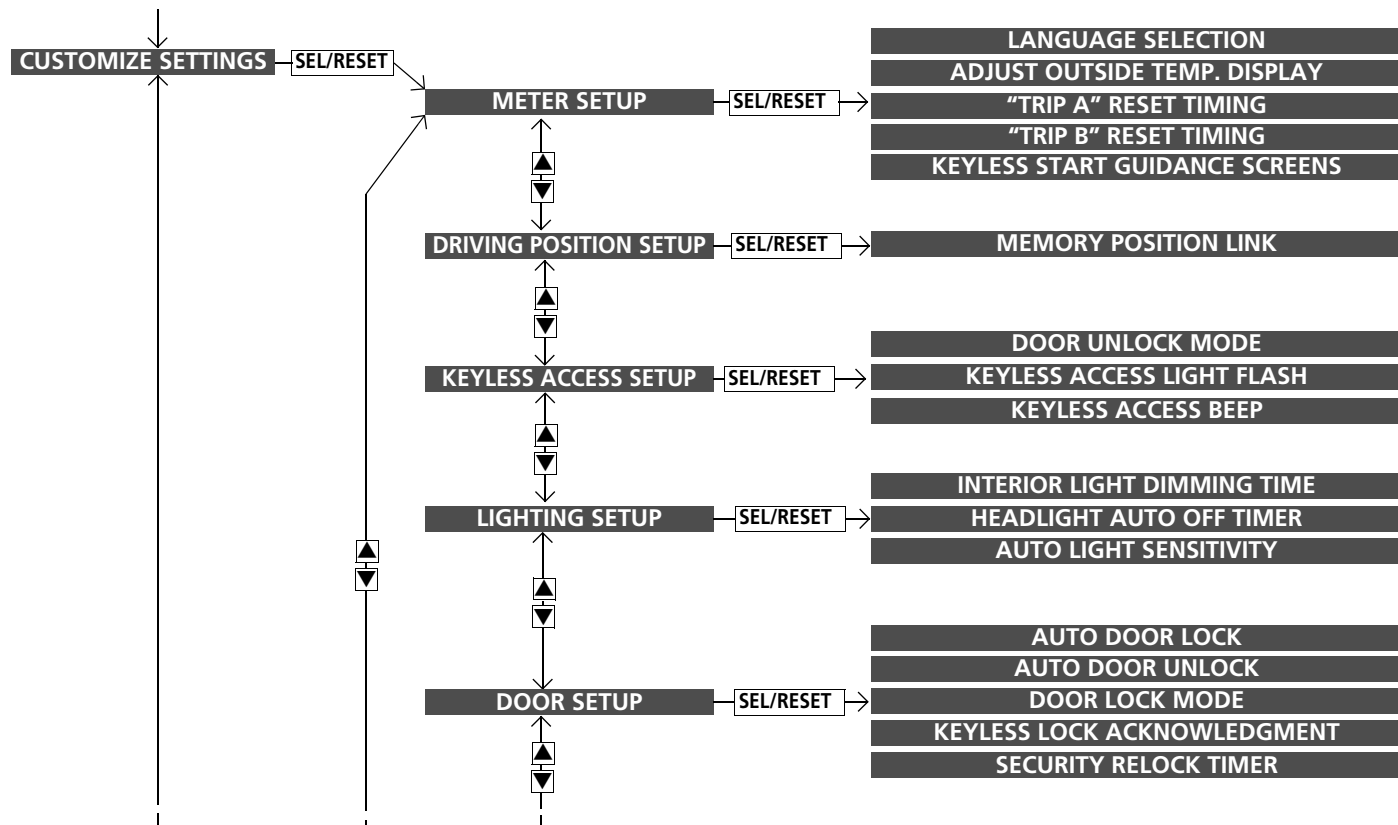 CUSTOMIZE SETTINGS
SEL/RESET
METER SETUP
SEL/RESET
LANGUAGE SELECTION
ADJUST OUTSIDE TEMP. DISPLAY
“TRIP A” RESET TIMING
“TRIP B” RESET TIMING
KEYLESS START GUIDANCE SCREENS
DRIVING POSITION SETUP
SEL/RESET
MEMORY POSITION LINK
KEYLESS ACCESS SETUP
SEL/RESET
DOOR UNLOCK MODE
KEYLESS ACCESS LIGHT FLASH
KEYLESS ACCESS BEEP
LIGHTING SETUP
SEL/RESET
INTERIOR LIGHT DIMMING TIME
HEADLIGHT AUTO OFF TIMER
AUTO LIGHT SENSITIVITY
DOOR SETUP
SEL/RESET
AUTO DOOR LOCK
AUTO DOOR UNLOCK
DOOR LOCK MODE
KEYLESS LOCK ACKNOWLEDGMENT
SECURITY RELOCK TIMER